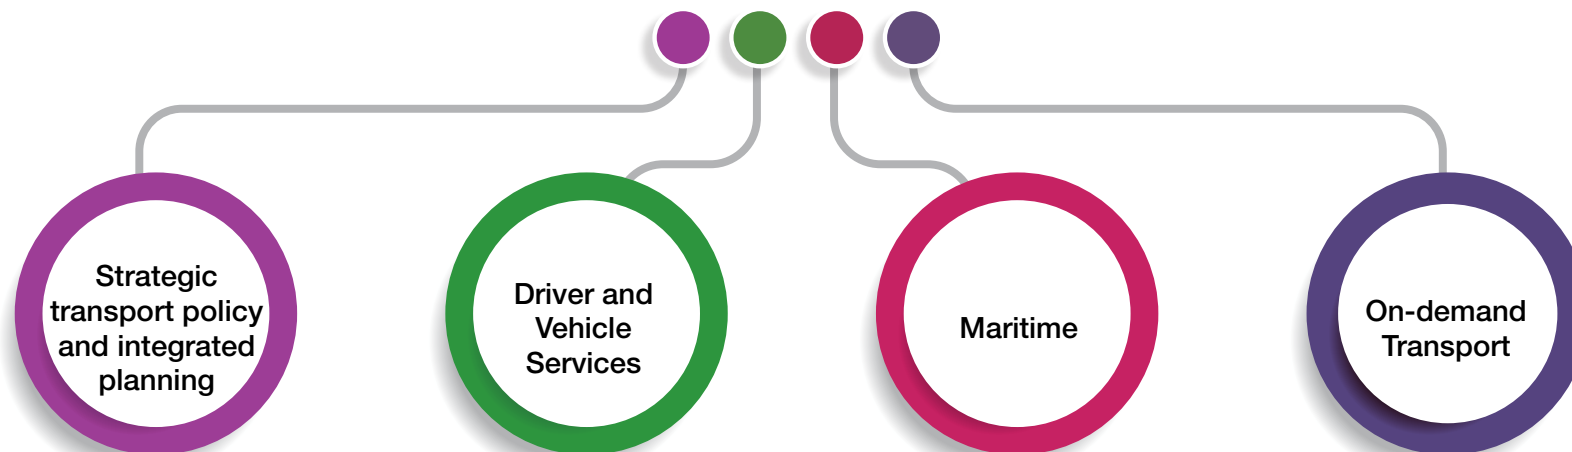 Strategic
transport policy
and integrated
planning
Driver and
Vehicle
Services
Maritime
On-demand
Transport